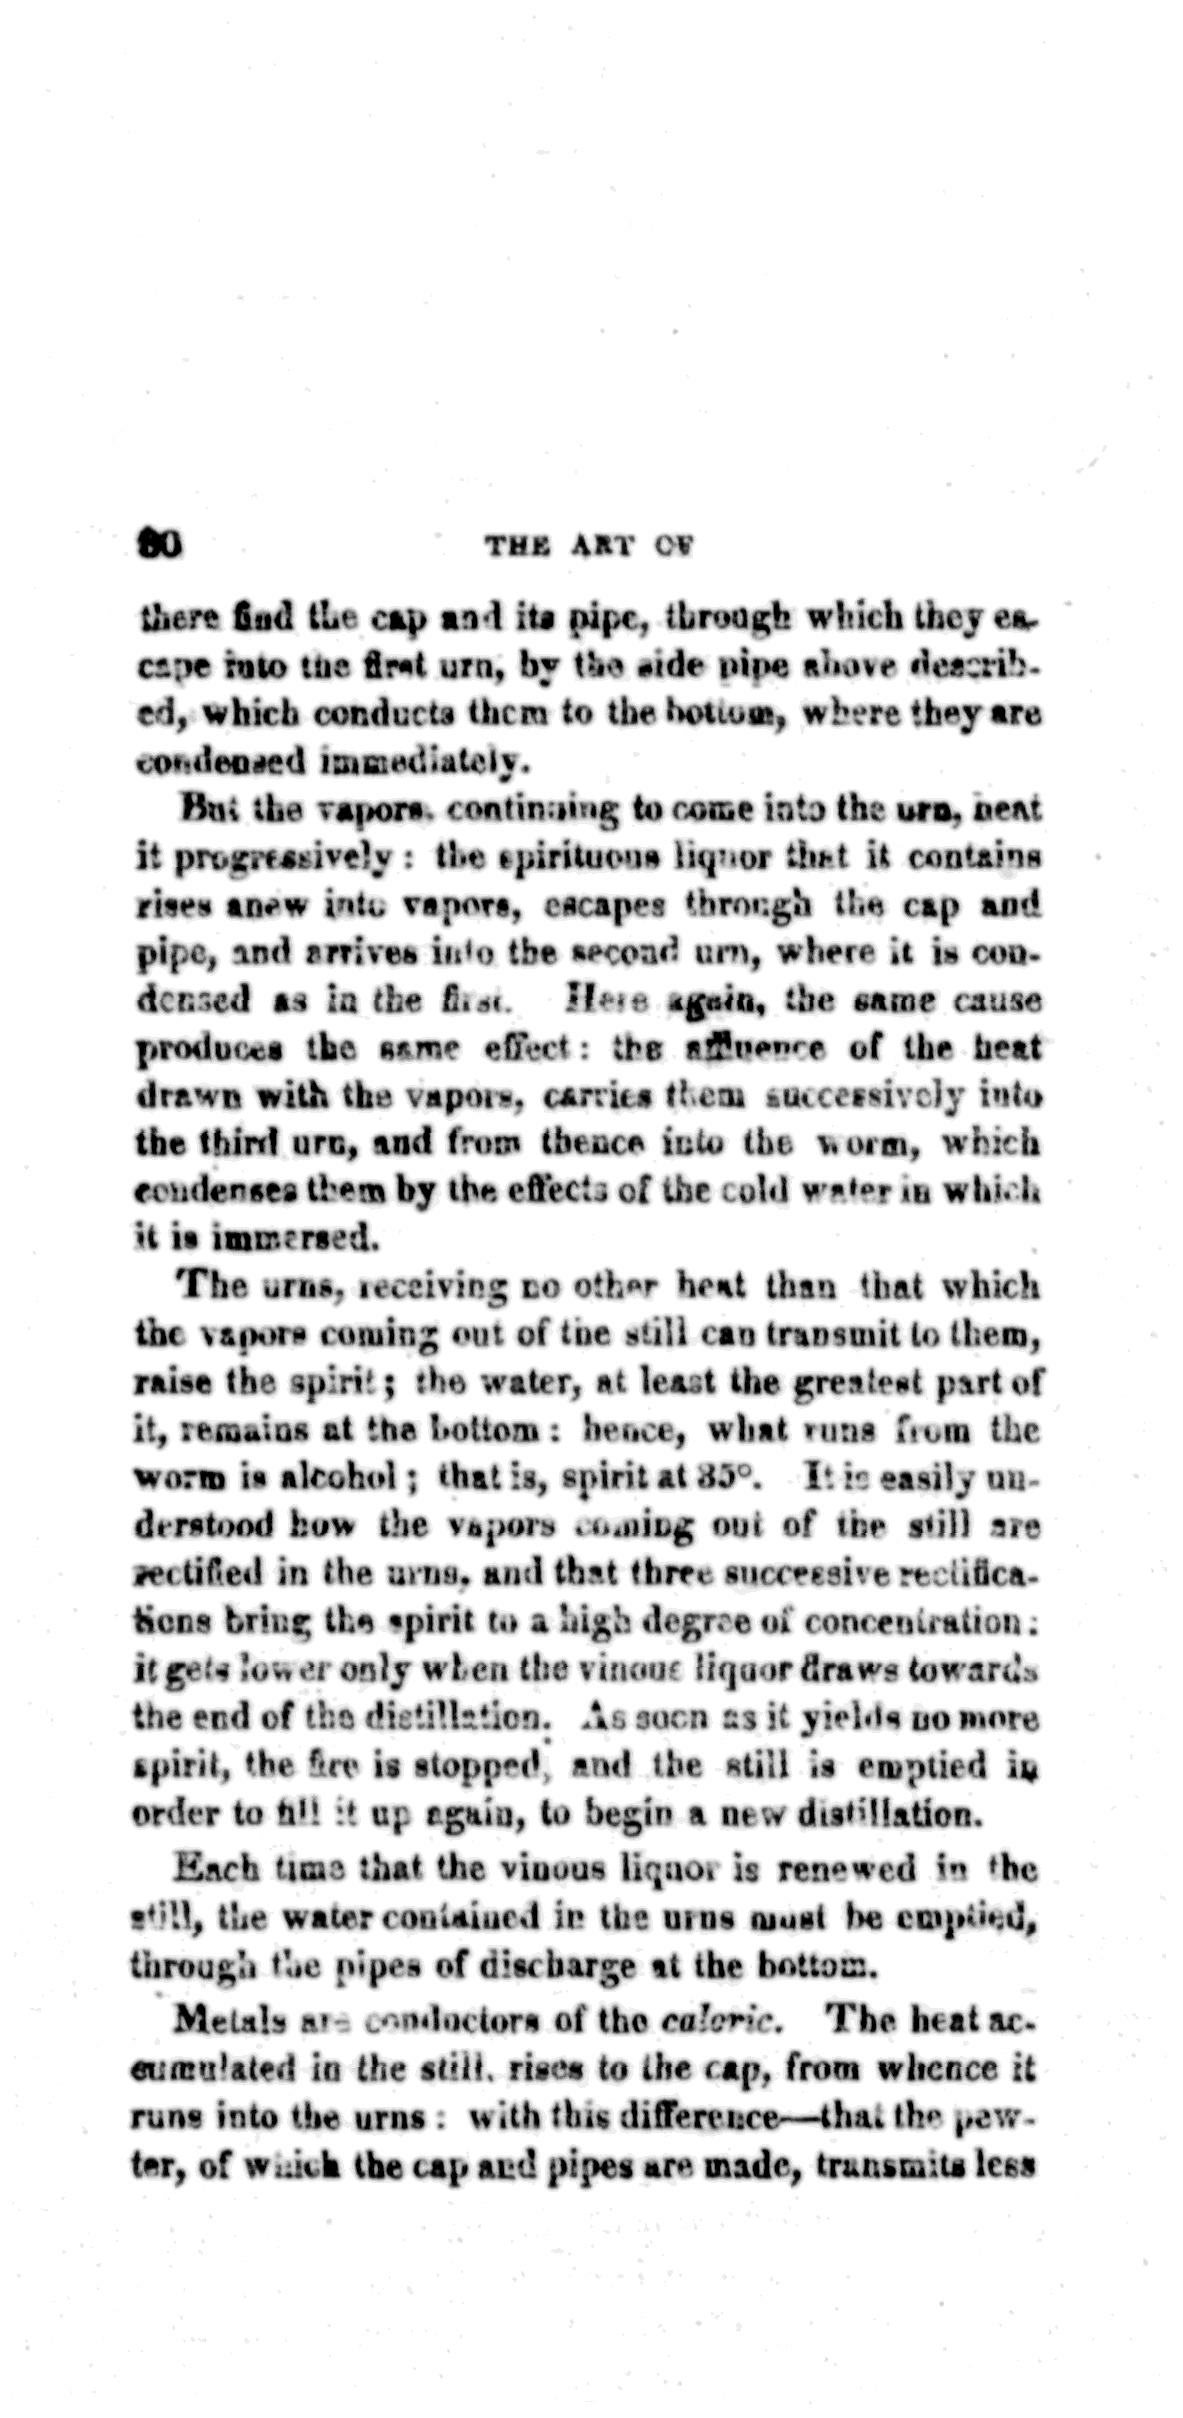 80 THE ART OF
there find the cap and its pipe, through which they es-
cape into the first urn, by the side pipe above describ-
ed, which conducts them to the bottom, where they are
condensed immediately.
But the vapors, continuing to come into the urn, heat
it progressively: the spirituous liquor that it contains
rises anew into vapors, escapes through the cap and
pipe, and arrives into the second urn, where it is con-
densed as in the first. Here again, the same cause
produces the same effect: the affluence of the heat
drawn with the vapors, carries them successively into
the third urn, and from thence into the worm, which
condenses them by the effects of the cold water in which
it is immersed.
The urns, receiving no other heat than that which
the vapors coming out of the still can transmit to them,
raise the spirit; the water, at least the greatest part of
it, remains at the bottom: hence, what runs from the
worm is alcohol; that is, spirit at 35°. It is easily un-
derstood how the vapors coming out of the still are
rectified in the urns, and that three successive rectifica-
tions bring the spirit to a high degree of concentration:
it gets lower only when the vinous liquor draws towards
the end of the distillation. As soon as it yields no more
spirit, the fire is stopped, and the still is emptied in
order to fill it up again, to begin a new distillation.
Each time that the vinous liquor is renewed in the
still, the water contained in the urns must be emptied,
through the pipes of discharge at the bottom.
Metals are conductors of the caloric. The heat ac-
cumulated in the still, rises to the cap, from whence it
runs into the urns: with this difference—that the pew-
ter, of which the cap and pipes are made, transmits less